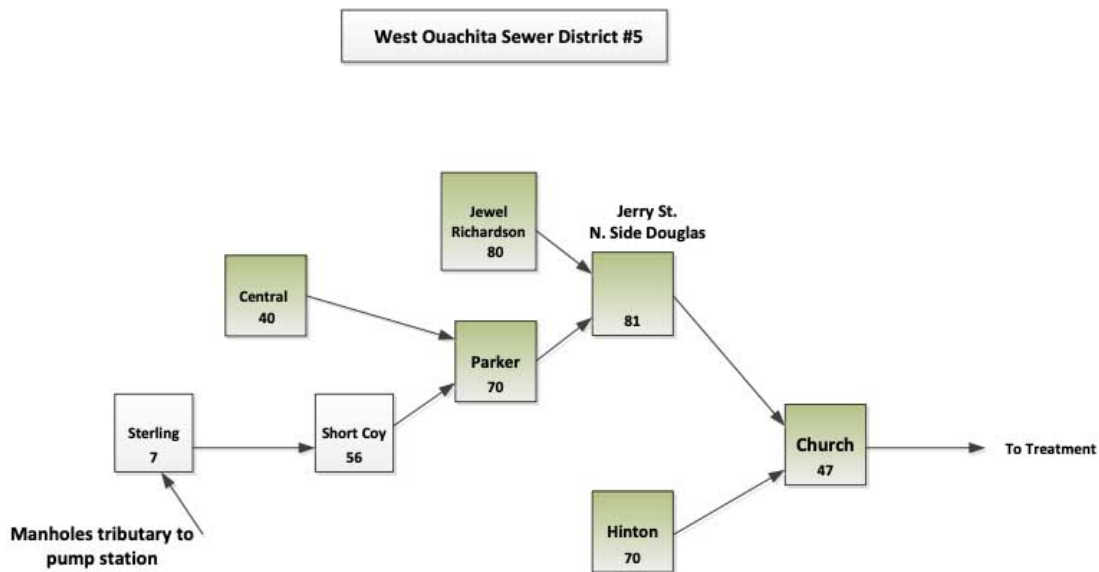 West Ouachita Sewer District #5
Jewel
Richardson
80
Jerry St.
N. Side Douglas
81
Central
40
Parker
70
Sterling
7
Short Coy
56
Church
47
To Treatment
Hinton
70
Manholes tributary to
pump station